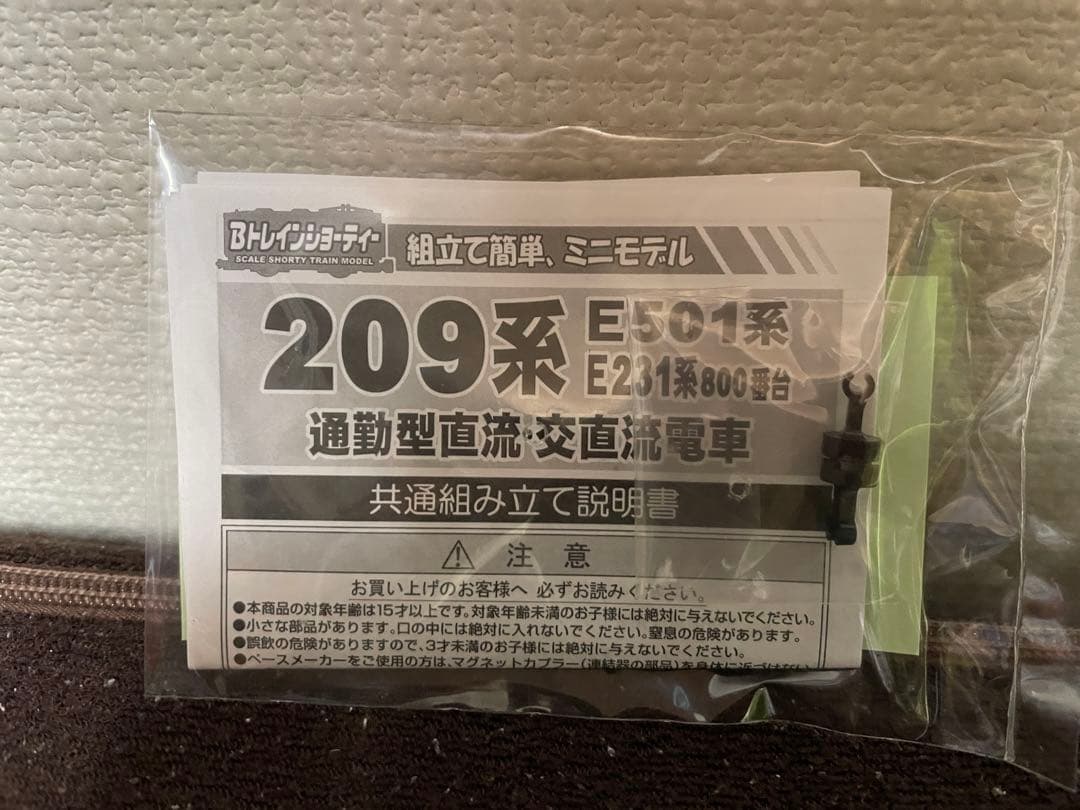 Bトレインショーティー
SCALE SHORTY TRAIN MODEL
組立て簡単、ミニモデル
209系
E501系
E231系800番台
通勤型直流・交直流電車
共通組み立て説明書
注 意
お買い上げのお客様へ 必ずお読みください。
●本商品の対象年齢は15才以上です。対象年齢未満のお子様には絶対に与えないでください。
●小さな部品があります。口の中には絶対に入れないでください。窒息の危険があります。
●誤飲の危険がありますので、3才未満のお子様には絶対に与えないでください。
●ペースメーカーをご使用の方は、マグネットカプラー(連結器の部品)を身体に近づけない